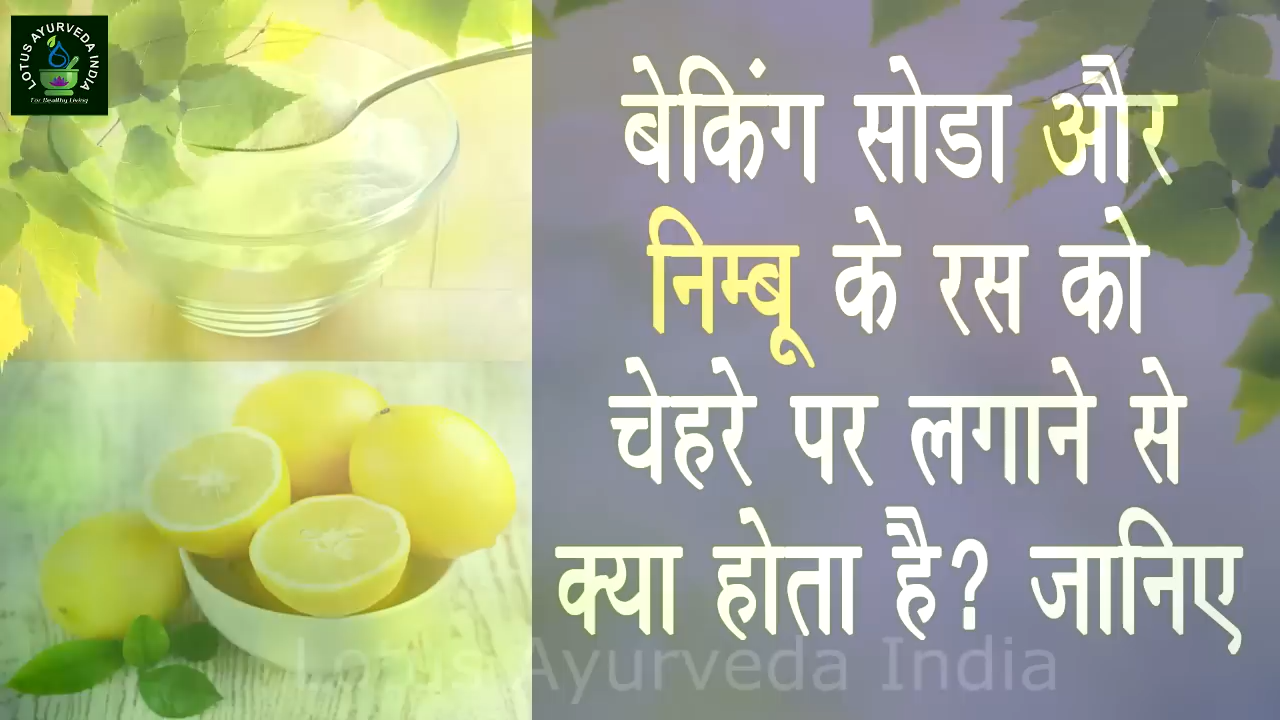 LOTUS AYURVEDA INDIA
For Healthy Living
बेकिंग सोडा और
निम्बू के रस को
चेहरे पर लगाने से
क्या होता है? जानिए
Lotus Ayurveda India